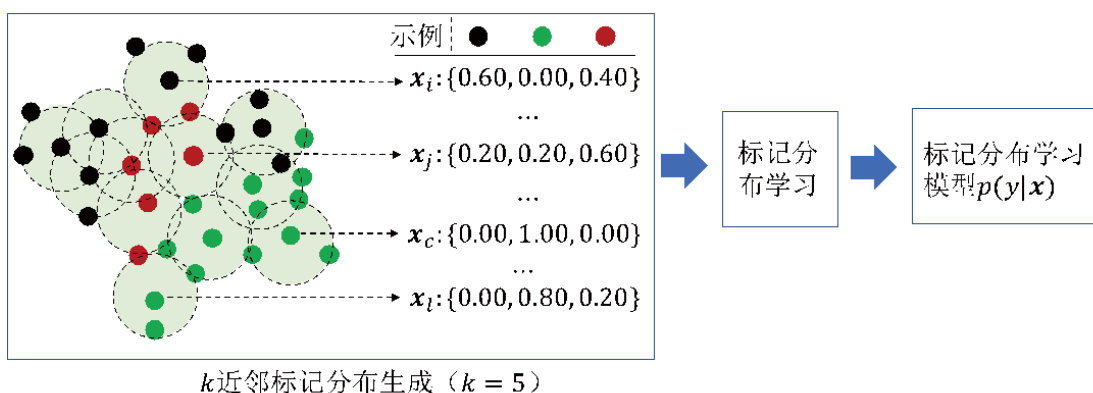 示例
x_i:{0.60,0.00,0.40}
...
x_j:{0.20,0.20,0.60}
...
x_c:{0.00,1.00,0.00}
...
x_l:{0.00,0.80,0.20}
标记分
布学习
标记分布学习
模型p(y|x)
k近邻标记分布生成（k = 5）